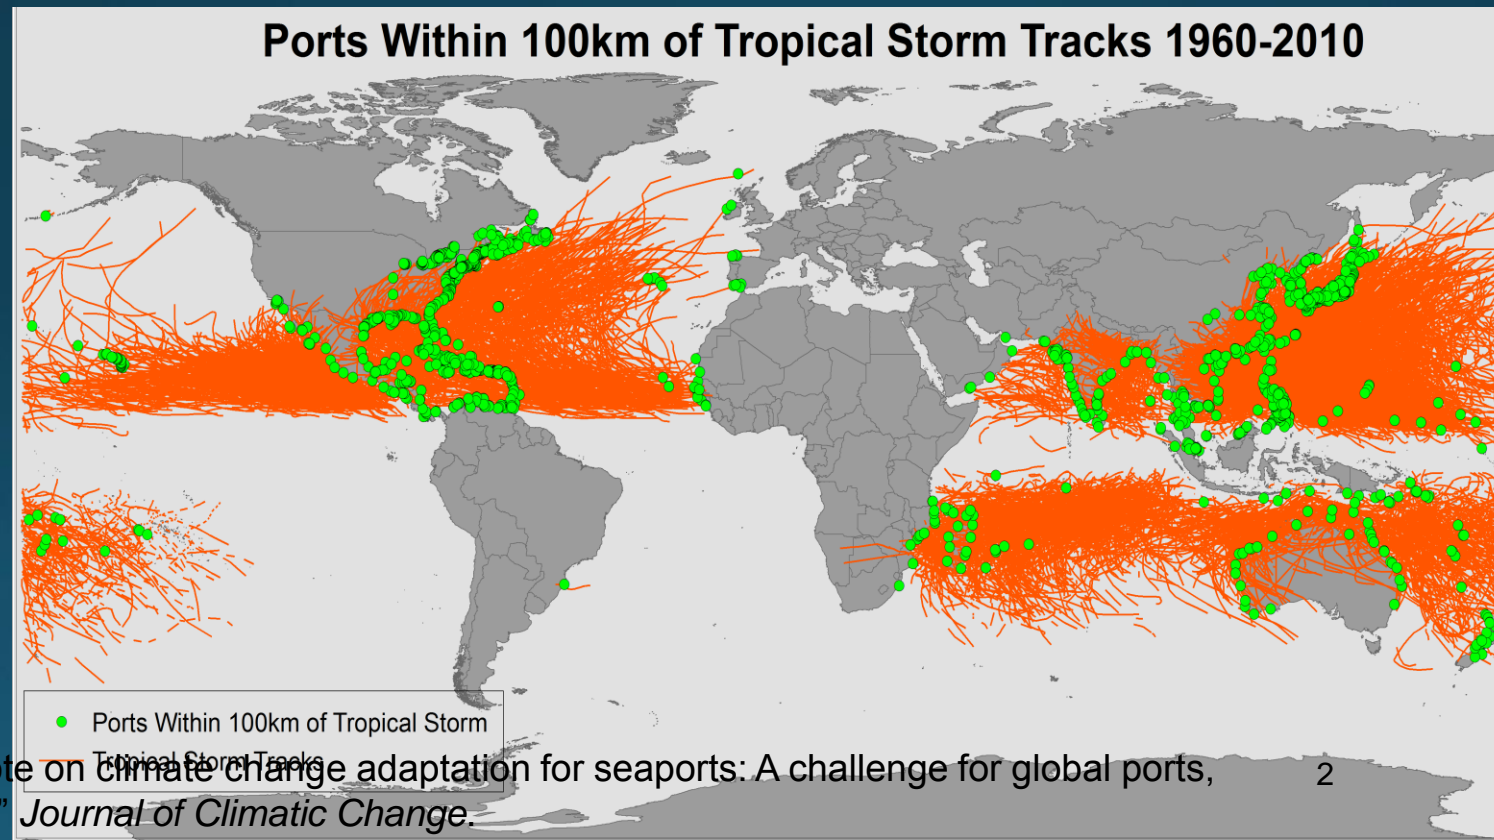 Ports Within 100km of Tropical Storm Tracks 1960-2010
Ports Within 100km of Tropical Storm
Tropical Storm Tracks
te on climate change adaptation for seaports: A challenge for global ports,
2
” Journal of Climatic Change.